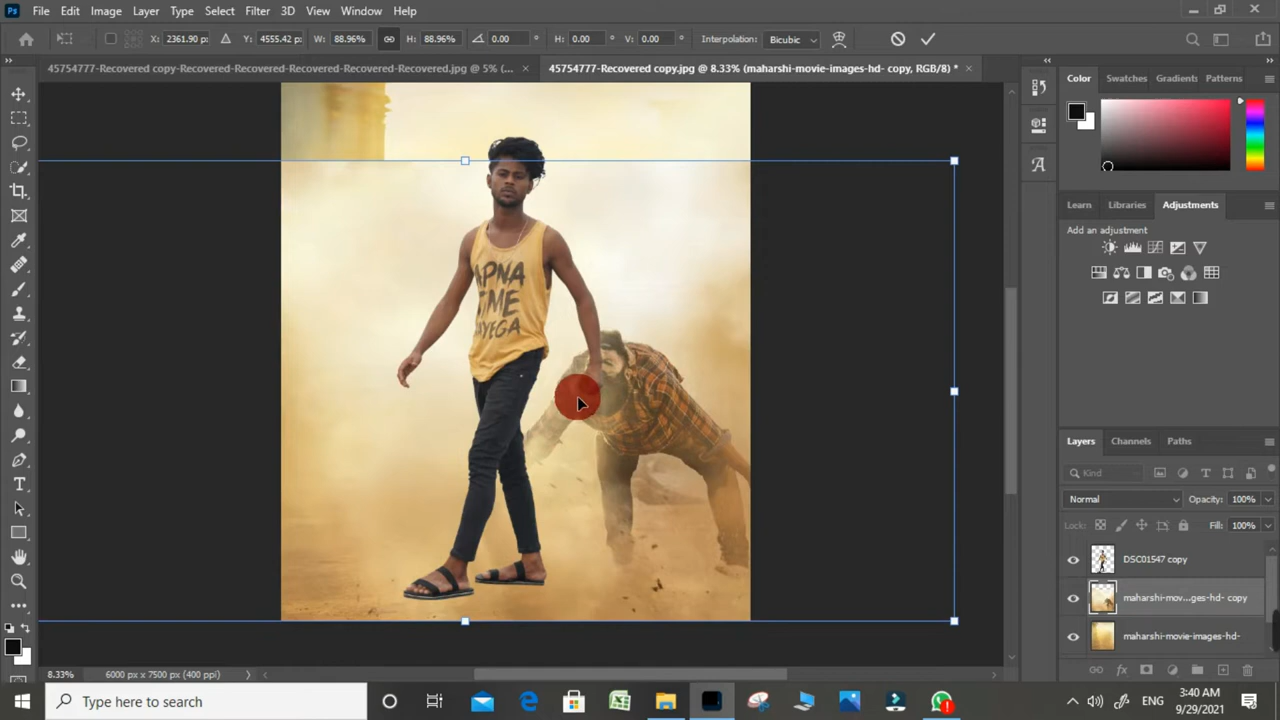 Ps File Edit Image Layer Type Select Filter 3D View Window Help
X: 2361.90 px Y: 4555.42 px W: 88.96% H: 88.96% 0.00 ° H: 0.00 ° V: 0.00 ° Interpolation: Bicubic
45754777-Recovered copy-Recovered-Recovered-Recovered-Recovered-Recovered.jpg @ 5% (... × 45754777-Recovered copy.jpg @ 8.33% (maharshi-movie-images-hd- copy, RGB/8) * ×
Color Swatches Gradients Patterns
Learn Libraries Adjustments
Add an adjustment
APNA
TIME
AYEGA
Layers Channels Paths
Kind
Normal Opacity: 100%
Lock: Fill: 100%
DSC01547 copy
maharshi-mov...ges-hd- copy
maharshi-movie-images-hd-
fx
8.33% 6000 px x 7500 px (400 ppi)
Type here to search
ENG
3:40 AM
9/29/2021